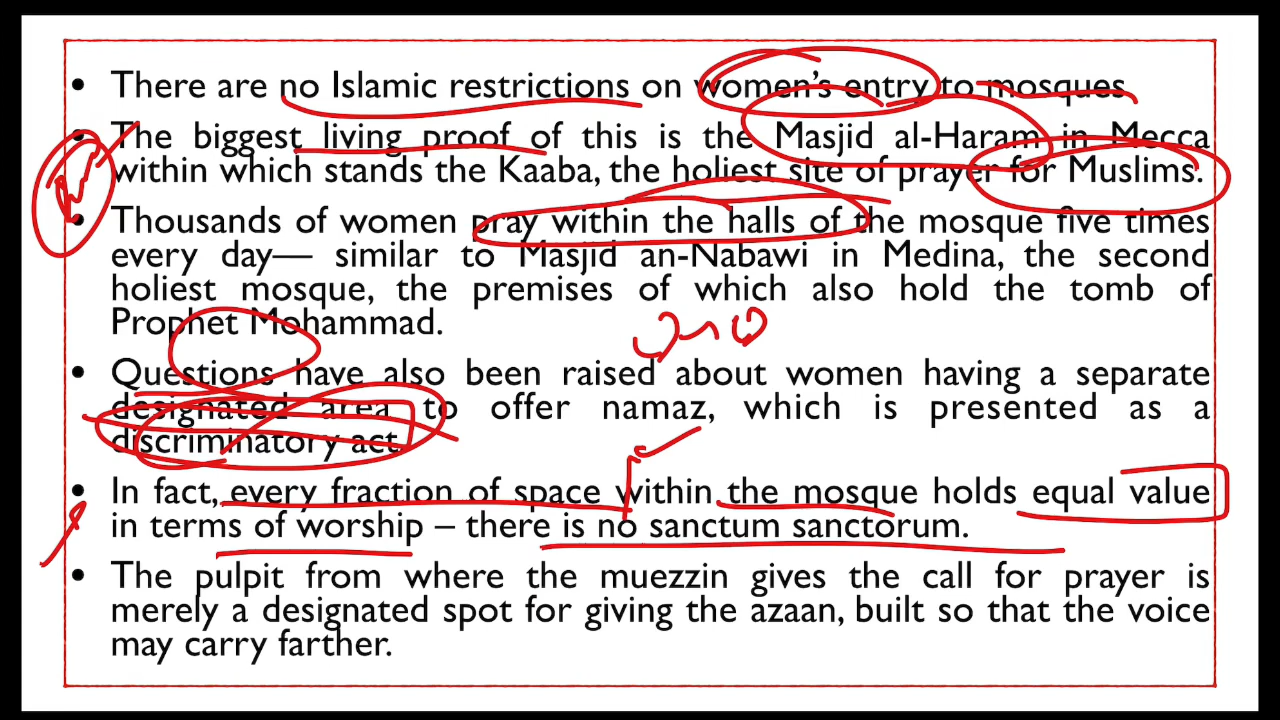 • There are no Islamic restrictions on women's entry to mosques.
• The biggest living proof of this is the Masjid al-Haram in Mecca
within which stands the Kaaba, the holiest site of prayer for Muslims.
• Thousands of women pray within the halls of the mosque five times
every day— similar to Masjid an-Nabawi in Medina, the second
holiest mosque, the premises of which also hold the tomb of
Prophet Mohammad.
• Questions have also been raised about women having a separate
designated area to offer namaz, which is presented as a
discriminatory act.
• In fact, every fraction of space within the mosque holds equal value
in terms of worship – there is no sanctum sanctorum.
• The pulpit from where the muezzin gives the call for prayer is
merely a designated spot for giving the azaan, built so that the voice
may carry farther.